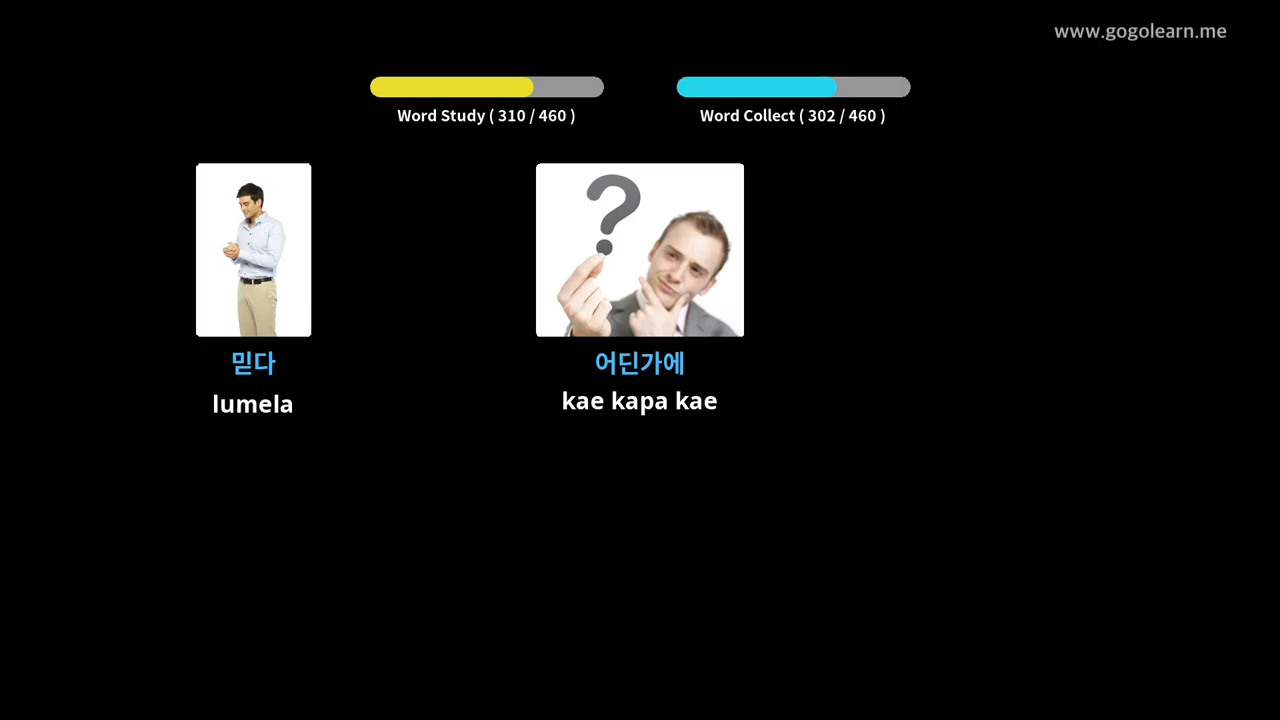 www.gogolearn.me
Word Study ( 310 / 460 )
Word Collect ( 302 / 460 )
믿다
lumela
어딘가에
kae kapa kae